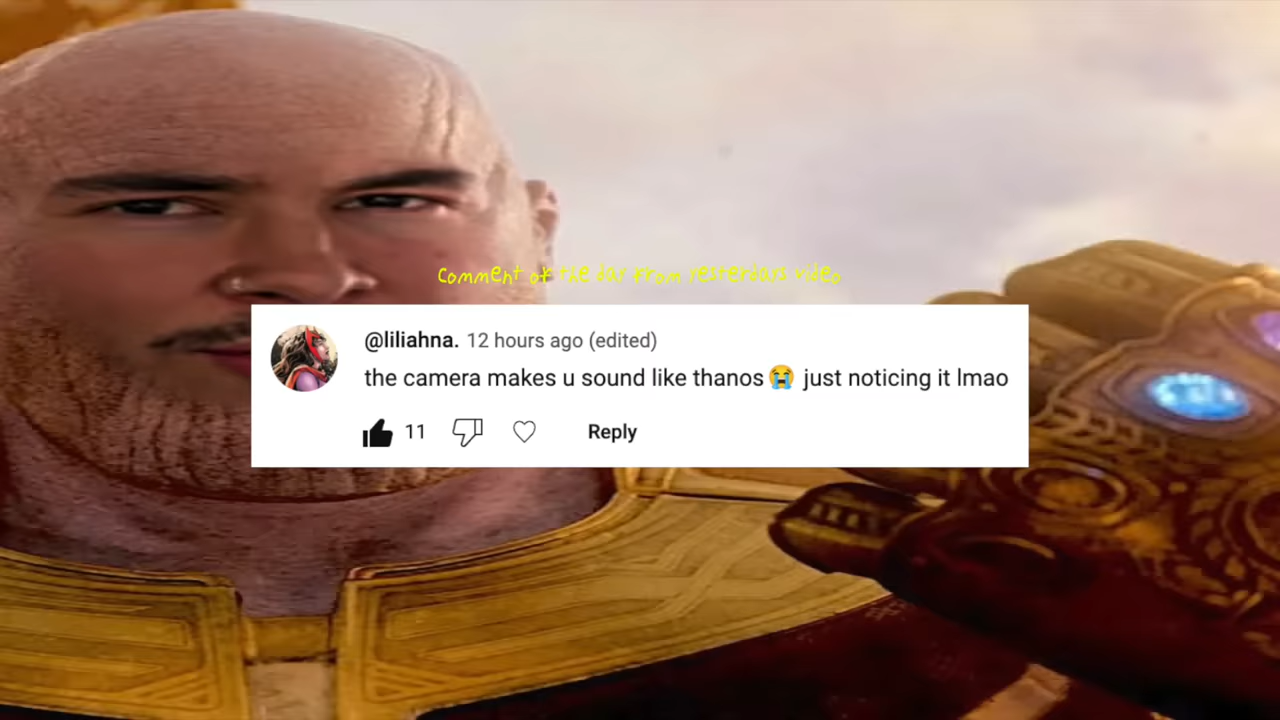 comment of the day from yesterdays video
@liliahna. 12 hours ago (edited)
the camera makes u sound like thanos😭 just noticing it lmao
11 Reply